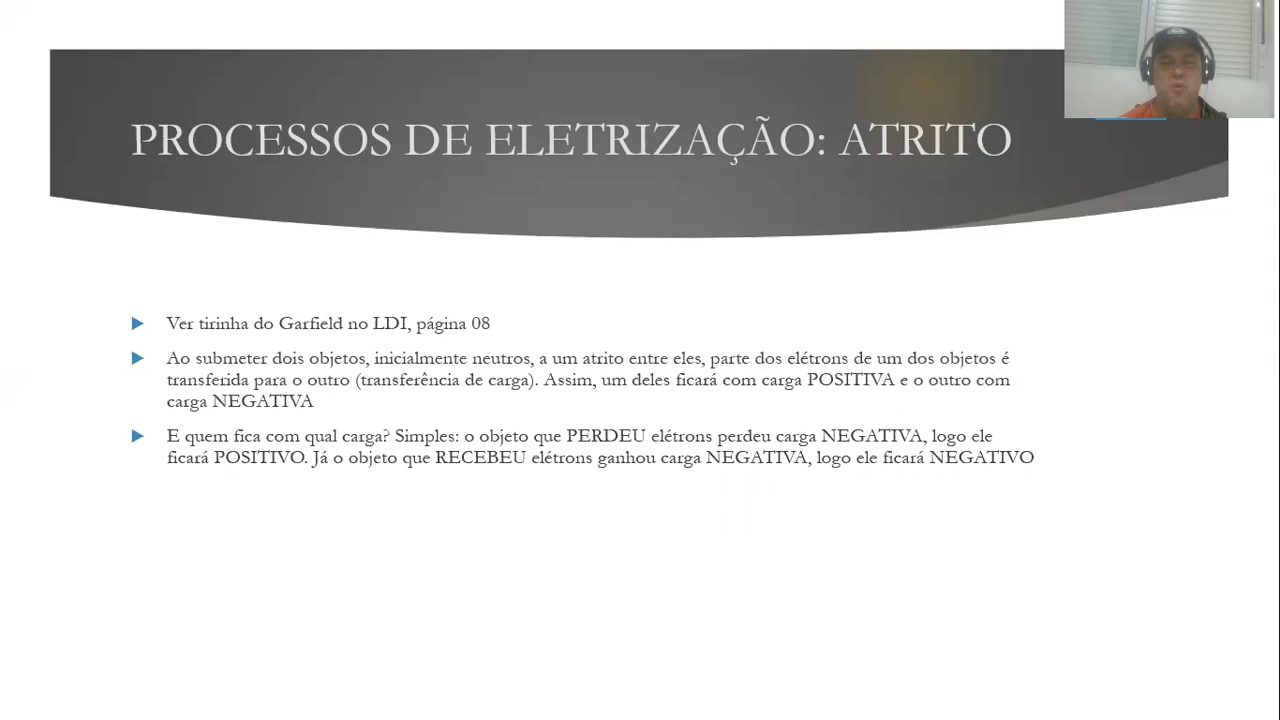 PROCESSOS DE ELETRIZAÇÃO: ATRITO
Ver tirinha do Garfield no LDI, página 08
Ao submeter dois objetos, inicialmente neutros, a um atrito entre eles, parte dos elétrons de um dos objetos é
transferida para o outro (transferência de carga). Assim, um deles ficará com carga POSITIVA e o outro com
carga NEGATIVA
E quem fica com qual carga? Simples: o objeto que PERDEU elétrons perdeu carga NEGATIVA, logo ele
ficará POSITIVO. Já o objeto que RECEBEU elétrons ganhou carga NEGATIVA, logo ele ficará NEGATIVO